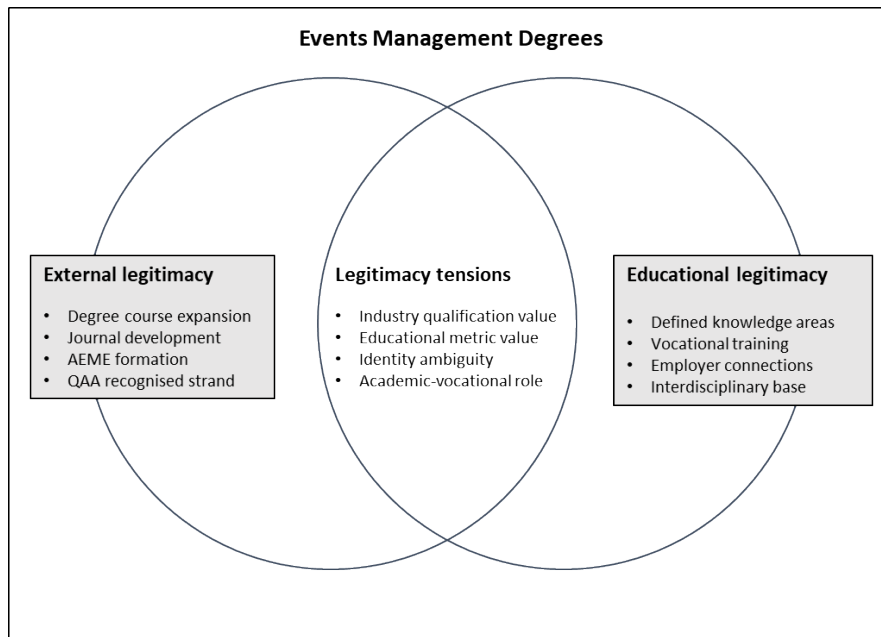 Events Management Degrees
External legitimacy
• Degree course expansion
• Journal development
• AEME formation
• QAA recognised strand
Legitimacy tensions
• Industry qualification value
• Educational metric value
• Identity ambiguity
• Academic-vocational role
Educational legitimacy
• Defined knowledge areas
• Vocational training
• Employer connections
• Interdisciplinary base